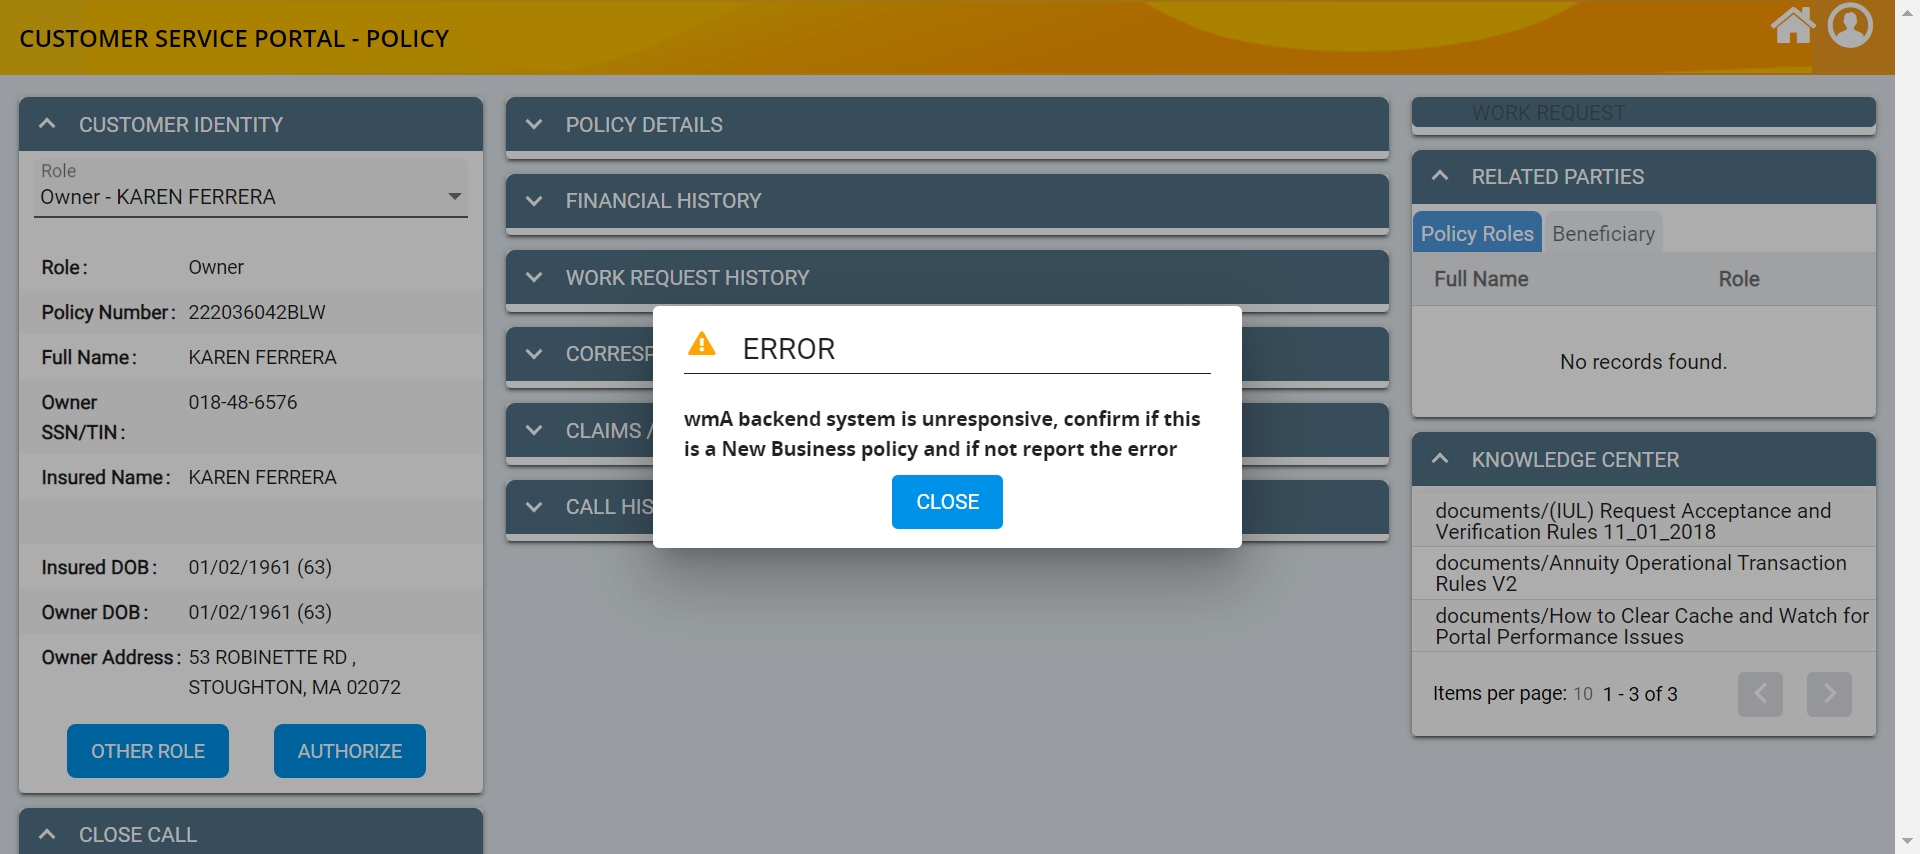 CUSTOMER SERVICE PORTAL - POLICY
CUSTOMER IDENTITY
Role
Owner - KAREN FERRERA
Role: Owner
Policy Number: 222036042BLW
Full Name: KAREN FERRERA
Owner SSN/TIN: 018-48-6576
Insured Name: KAREN FERRERA
Insured DOB: 01/02/1961 (63)
Owner DOB: 01/02/1961 (63)
Owner Address: 53 ROBINETTE RD ,
STOUGHTON, MA 02072
OTHER ROLE
AUTHORIZE
CLOSE CALL
POLICY DETAILS
FINANCIAL HISTORY
WORK REQUEST HISTORY
CORRESP
CLAIMS /
CALL HIS
ERROR
wmA backend system is unresponsive, confirm if this
is a New Business policy and if not report the error
CLOSE
WORK REQUEST
RELATED PARTIES
Policy Roles
Beneficiary
Full Name
Role
No records found.
KNOWLEDGE CENTER
documents/(IUL) Request Acceptance and
Verification Rules 11_01_2018
documents/Annuity Operational Transaction
Rules V2
documents/How to Clear Cache and Watch for
Portal Performance Issues
Items per page: 10 1 - 3 of 3